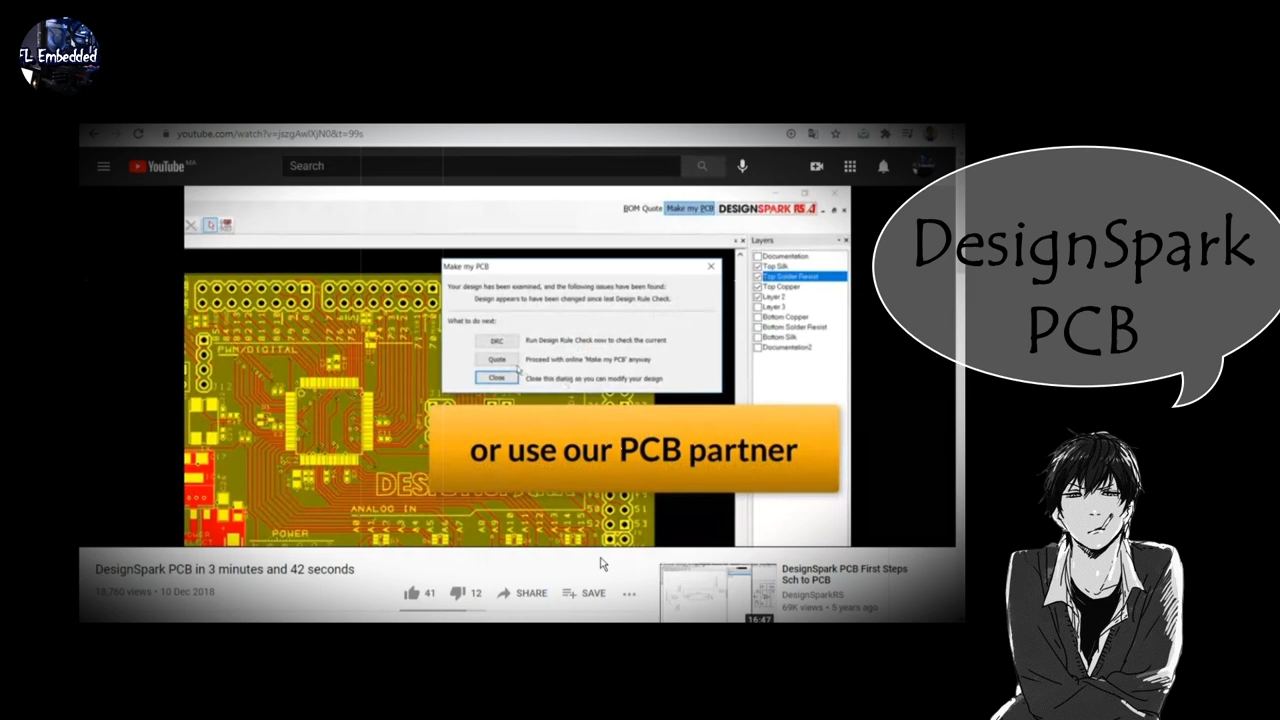 FL Embedded
youtube.com/watch?v=jszgAwlXjN0&t=99s
YouTube MA
Search
BOM Quote Make my PCB DESIGNSPARK
Layers
Documentation
Top Silk
Top Solder Resist
Top Copper
Layer 2
Layer 3
Bottom Copper
Bottom Solder Resist
Bottom Silk
Documentation2
Make my PCB
Your design has been examined, and the following issues have been found:
Design appears to have been changed since last Design Rule Check.
What to do next:
DRC Run Design Rule Check now to check the current
Quote Proceed with online 'Make my PCB' anyway
Close Close this dialog so you can modify your design
PWM/DIGITAL
or use our PCB partner
ANALOG IN
POWER
DesignSpark PCB in 3 minutes and 42 seconds
18,760 views • 10 Dec 2018
41 12 SHARE SAVE
DesignSpark PCB First Steps
Sch to PCB
DesignSparkRS
69K views • 5 years ago
16:47
DesignSpark
PCB